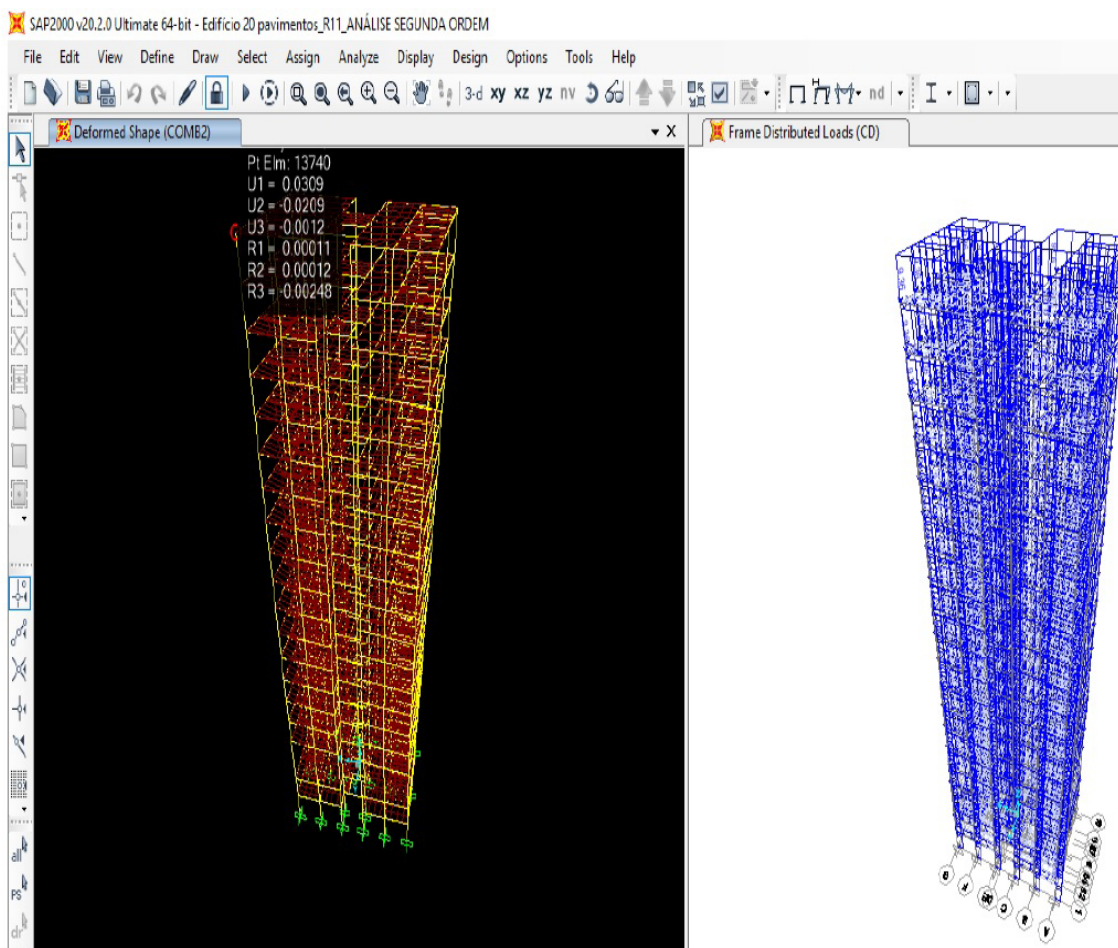 SAP2000 v20.2.0 Ultimate 64-bit - Edifício 20 pavimentos_R11_ANÁLISE SEGUNDA ORDEM
File Edit View Define Draw Select Assign Analyze Display Design Options Tools Help
3-d xy xz yz nv nd
Deformed Shape (COMB2) X
Frame Distributed Loads (CD)
Pt Elm: 13740
U1 = 0.0309
U2 = -0.0209
U3 = -0.0012
R1 = 0.00011
R2 = 0.00012
R3 = -0.00248
all
PS
dr
C
A